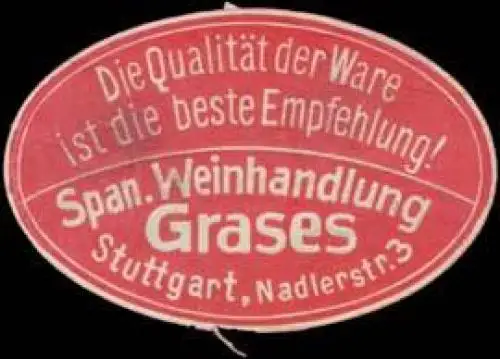 Die Qualität der Ware
ist die beste Empfehlung!
Span. Weinhandlung
Grases
Stuttgart, Nadlerstr. 3